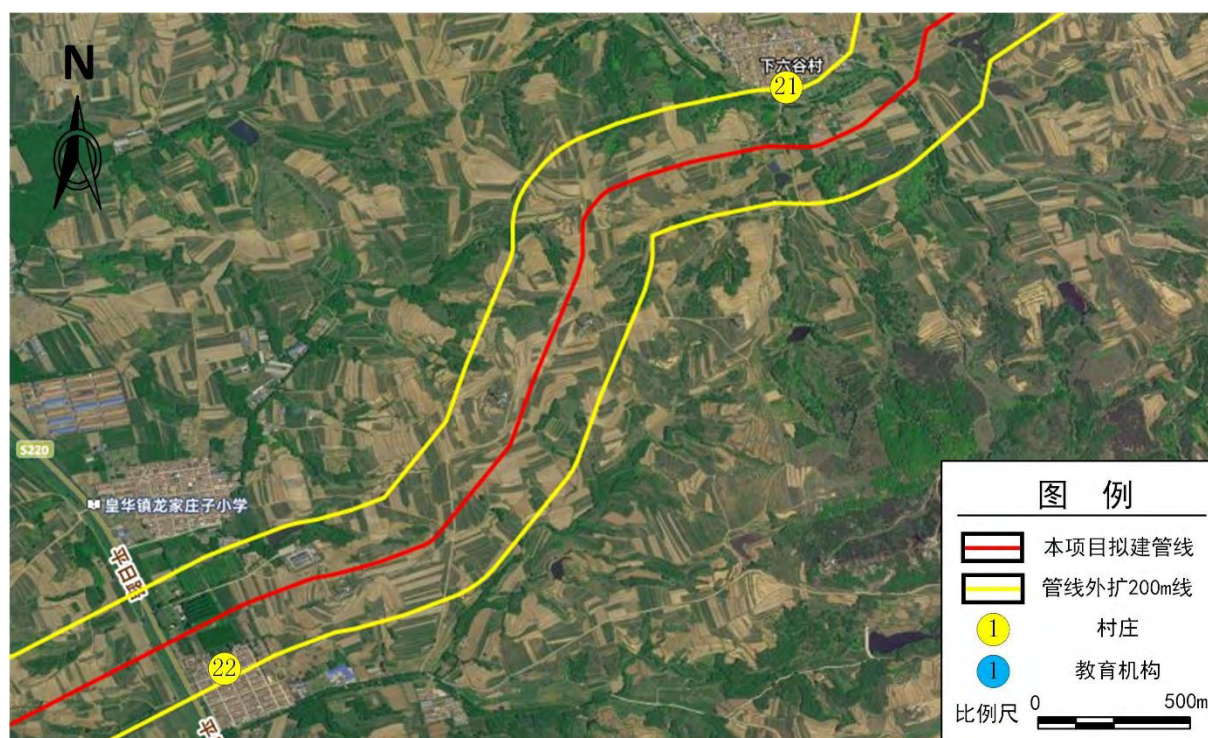 N
下六谷村
21
S220
皇华镇龙家庄子小学
平日路
22
平
图 例
本项目拟建管线
管线外扩200m线
1 村庄
1 教育机构
比例尺 0 500m